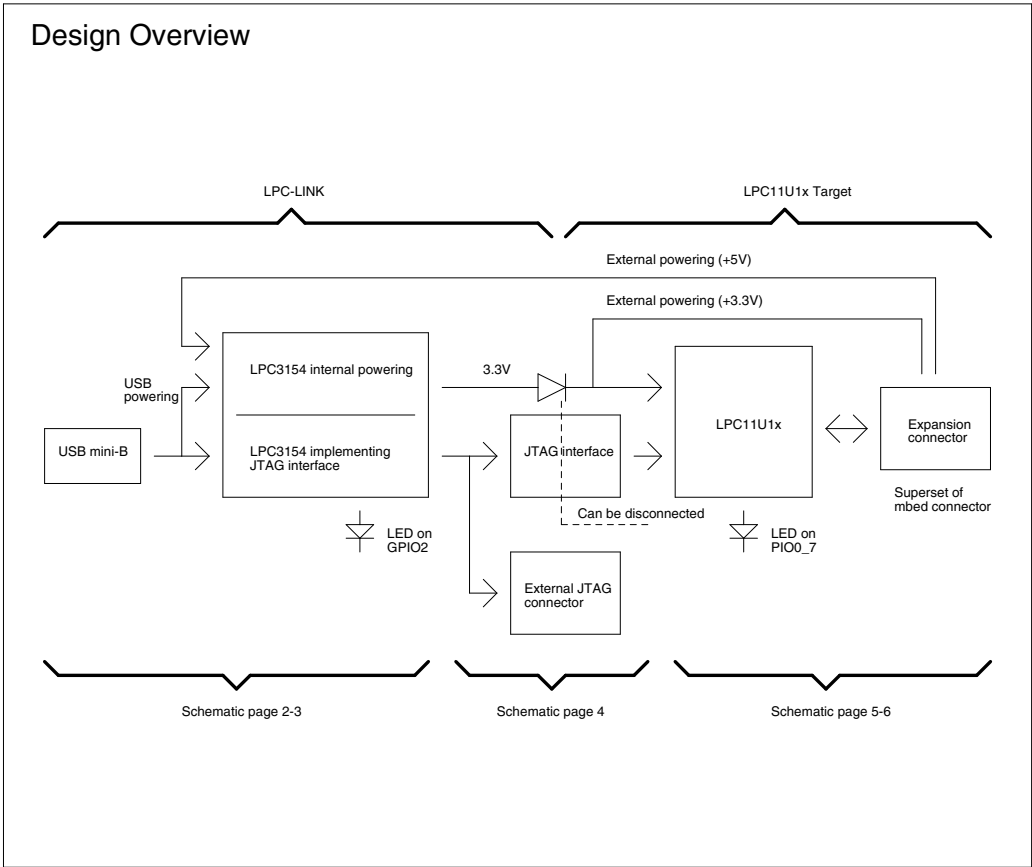 Design Overview
LPC-LINK
LPC11U1x Target
External powering (+5V)
External powering (+3.3V)
USB
powering
LPC3154 internal powering
3.3V
LPC11U1x
Expansion
connector
USB mini-B
LPC3154 implementing
JTAG interface
JTAG interface
Superset of
mbed connector
Can be disconnected
LED on
GPIO2
LED on
PIO0_7
External JTAG
connector
Schematic page 2-3
Schematic page 4
Schematic page 5-6